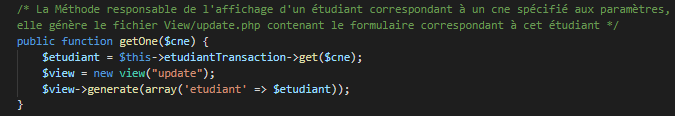 /* La Méthode responsable de l'affichage d'un étudiant correspondant à un cne spécifié aux paramètres,
elle génère le fichier View/update.php contenant le formulaire correspondant à cet étudiant */
public function getOne($cne) {
$etudiant = $this->etudiantTransaction->get($cne);
$view = new view("update");
$view->generate(array('etudiant' => $etudiant));
}